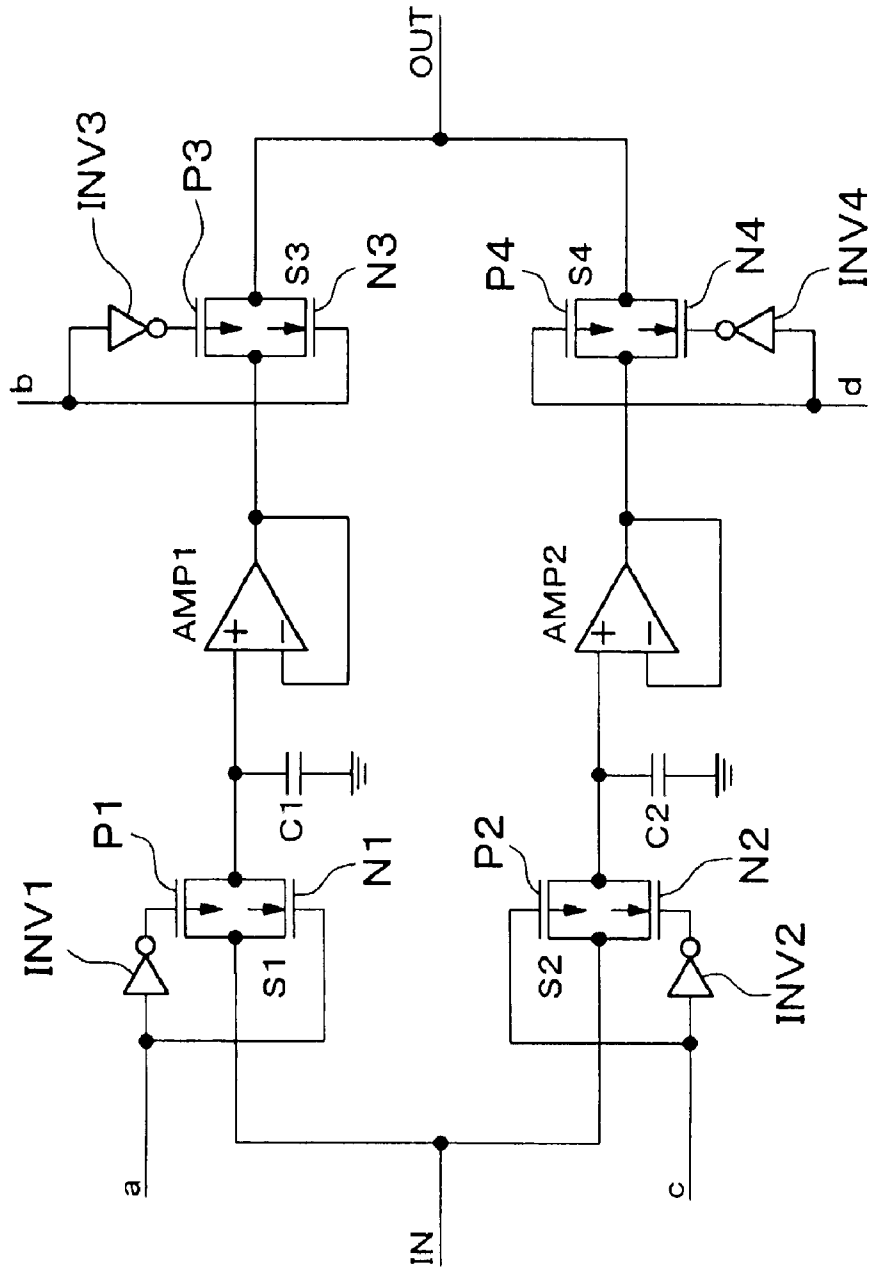 INV3
P3
b
S3
N3
OUT
AMP1
+
−
P1
INV1
C1
N1
S1
a
P4
S4
N4
INV4
d
AMP2
+
−
P2
C2
N2
S2
INV2
c
IN